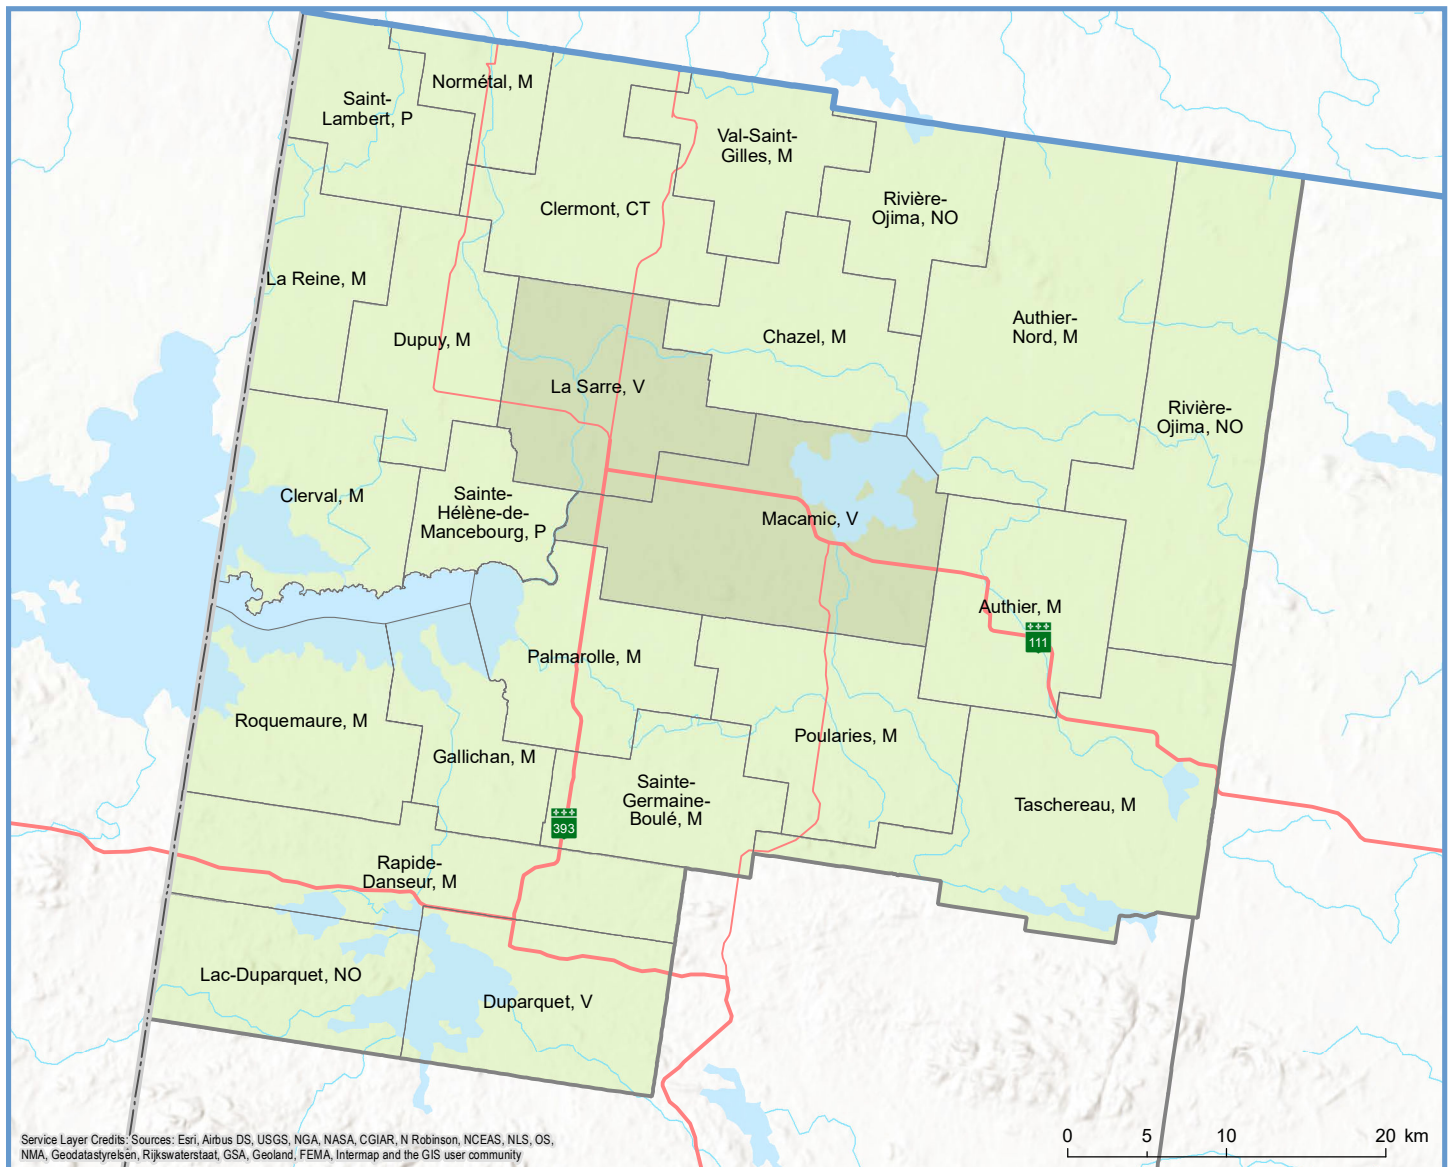 Normétal, M
Saint-
Lambert, P
Val-Saint-
Gilles, M
Clermont, CT
Rivière-
Ojima, NO
La Reine, M
Dupuy, M
Chazel, M
Authier-
Nord, M
La Sarre, V
Rivière-
Ojima, NO
Clerval, M
Sainte-
Hélène-de-
Mancebourg, P
Macamic, V
Authier, M
111
Palmarolle, M
Roquemaure, M
Gallichan, M
Poularies, M
Sainte-
Germaine-
Boulé, M
Taschereau, M
393
Rapide-
Danseur, M
Lac-Duparquet, NO
Duparquet, V
Service Layer Credits: Sources: Esri, Airbus DS, USGS, NGA, NASA, CGIAR, N Robinson, NCEAS, NLS, OS,
NMA, Geodatastyrelsen, Rijkswaterstaat, GSA, Geoland, FEMA, Intermap and the GIS user community
0 5 10 20 km